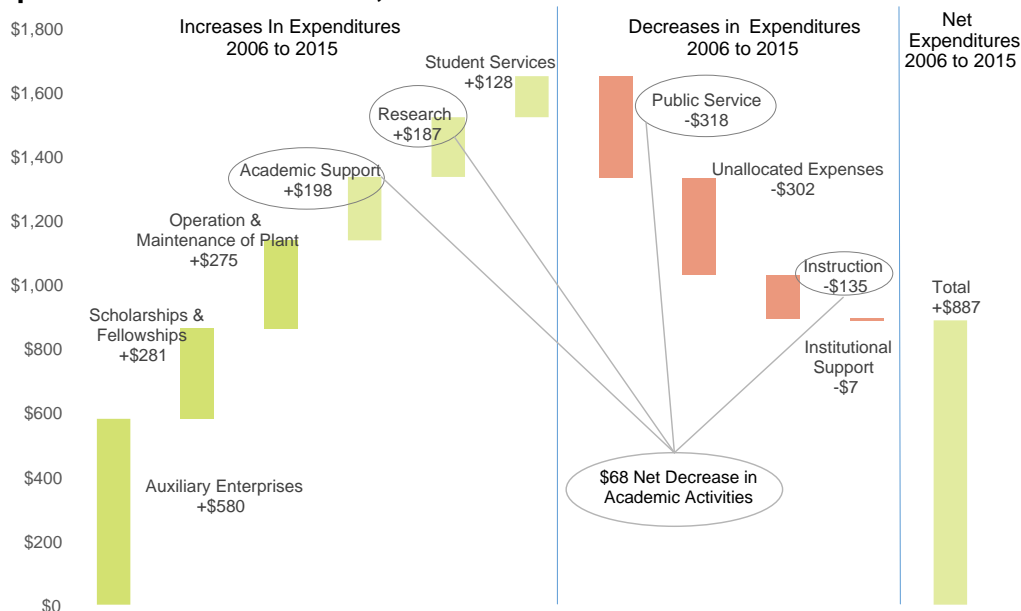 $1,800
$1,600
$1,400
$1,200
$1,000
$800
$600
$400
$200
$0
Increases In Expenditures
2006 to 2015
Decreases in Expenditures
2006 to 2015
Net
Expenditures
2006 to 2015
Student Services
+$128
Research
+$187
Academic Support
+$198
Operation &
Maintenance of Plant
+$275
Scholarships &
Fellowships
+$281
Auxiliary Enterprises
+$580
Public Service
-$318
Unallocated Expenses
-$302
Instruction
-$135
Institutional
Support
-$7
Total
+$887
$68 Net Decrease in
Academic Activities